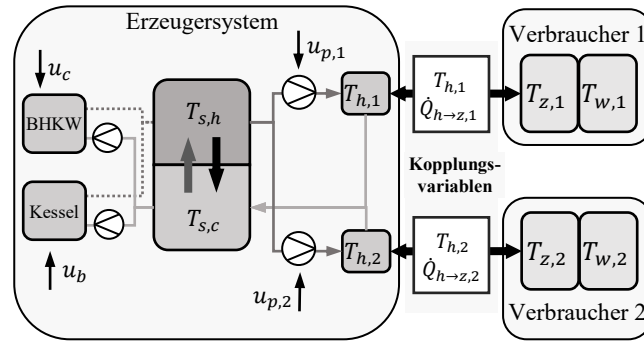 Erzeugersystem
u_c
BHKW
Kessel
u_b
T_{s,h}
T_{s,c}
u_{p,1}
T_{h,1}
u_{p,2}
T_{h,2}
T_{h,1}
Q̇_{h→z,1}
Kopplungs-
variablen
T_{h,2}
Q̇_{h→z,2}
Verbraucher 1
T_{z,1} T_{w,1}
T_{z,2} T_{w,2}
Verbraucher 2